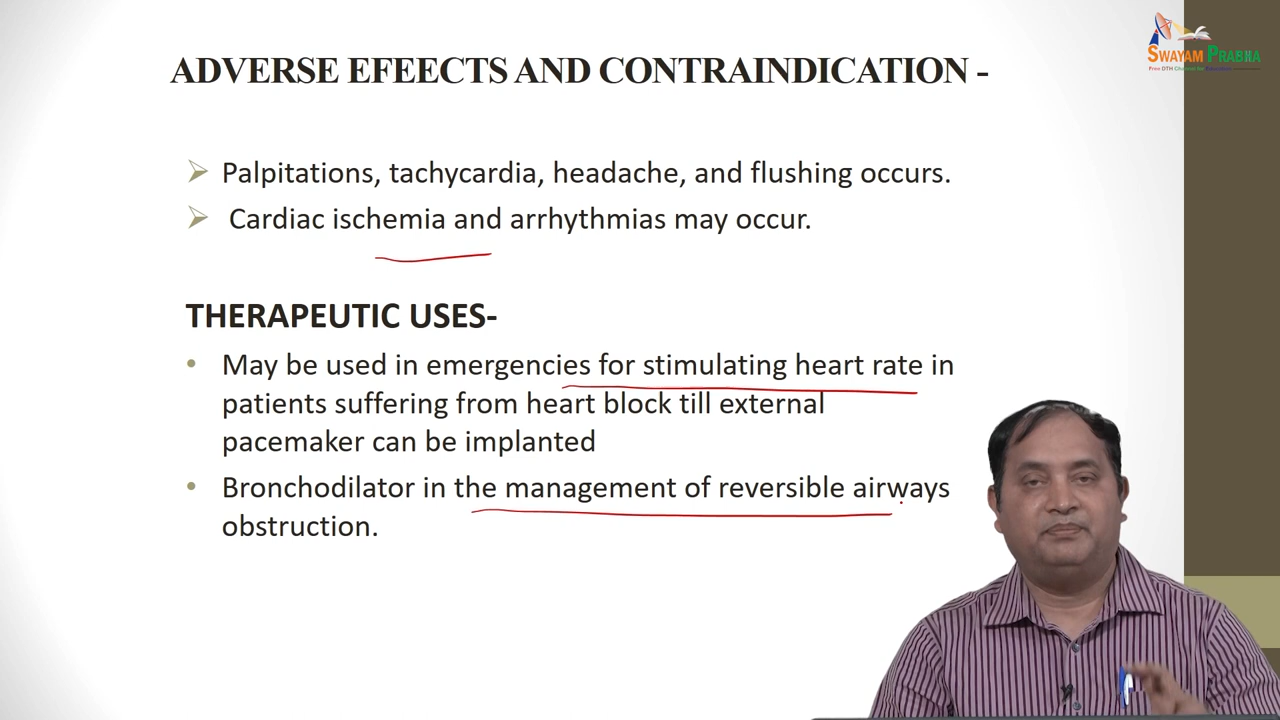 SWAYAM PRABHA
ADVERSE EFEECTS AND CONTRAINDICATION -
Palpitations, tachycardia, headache, and flushing occurs.
Cardiac ischemia and arrhythmias may occur.
THERAPEUTIC USES-
May be used in emergencies for stimulating heart rate in
patients suffering from heart block till external
pacemaker can be implanted
Bronchodilator in the management of reversible airways
obstruction.